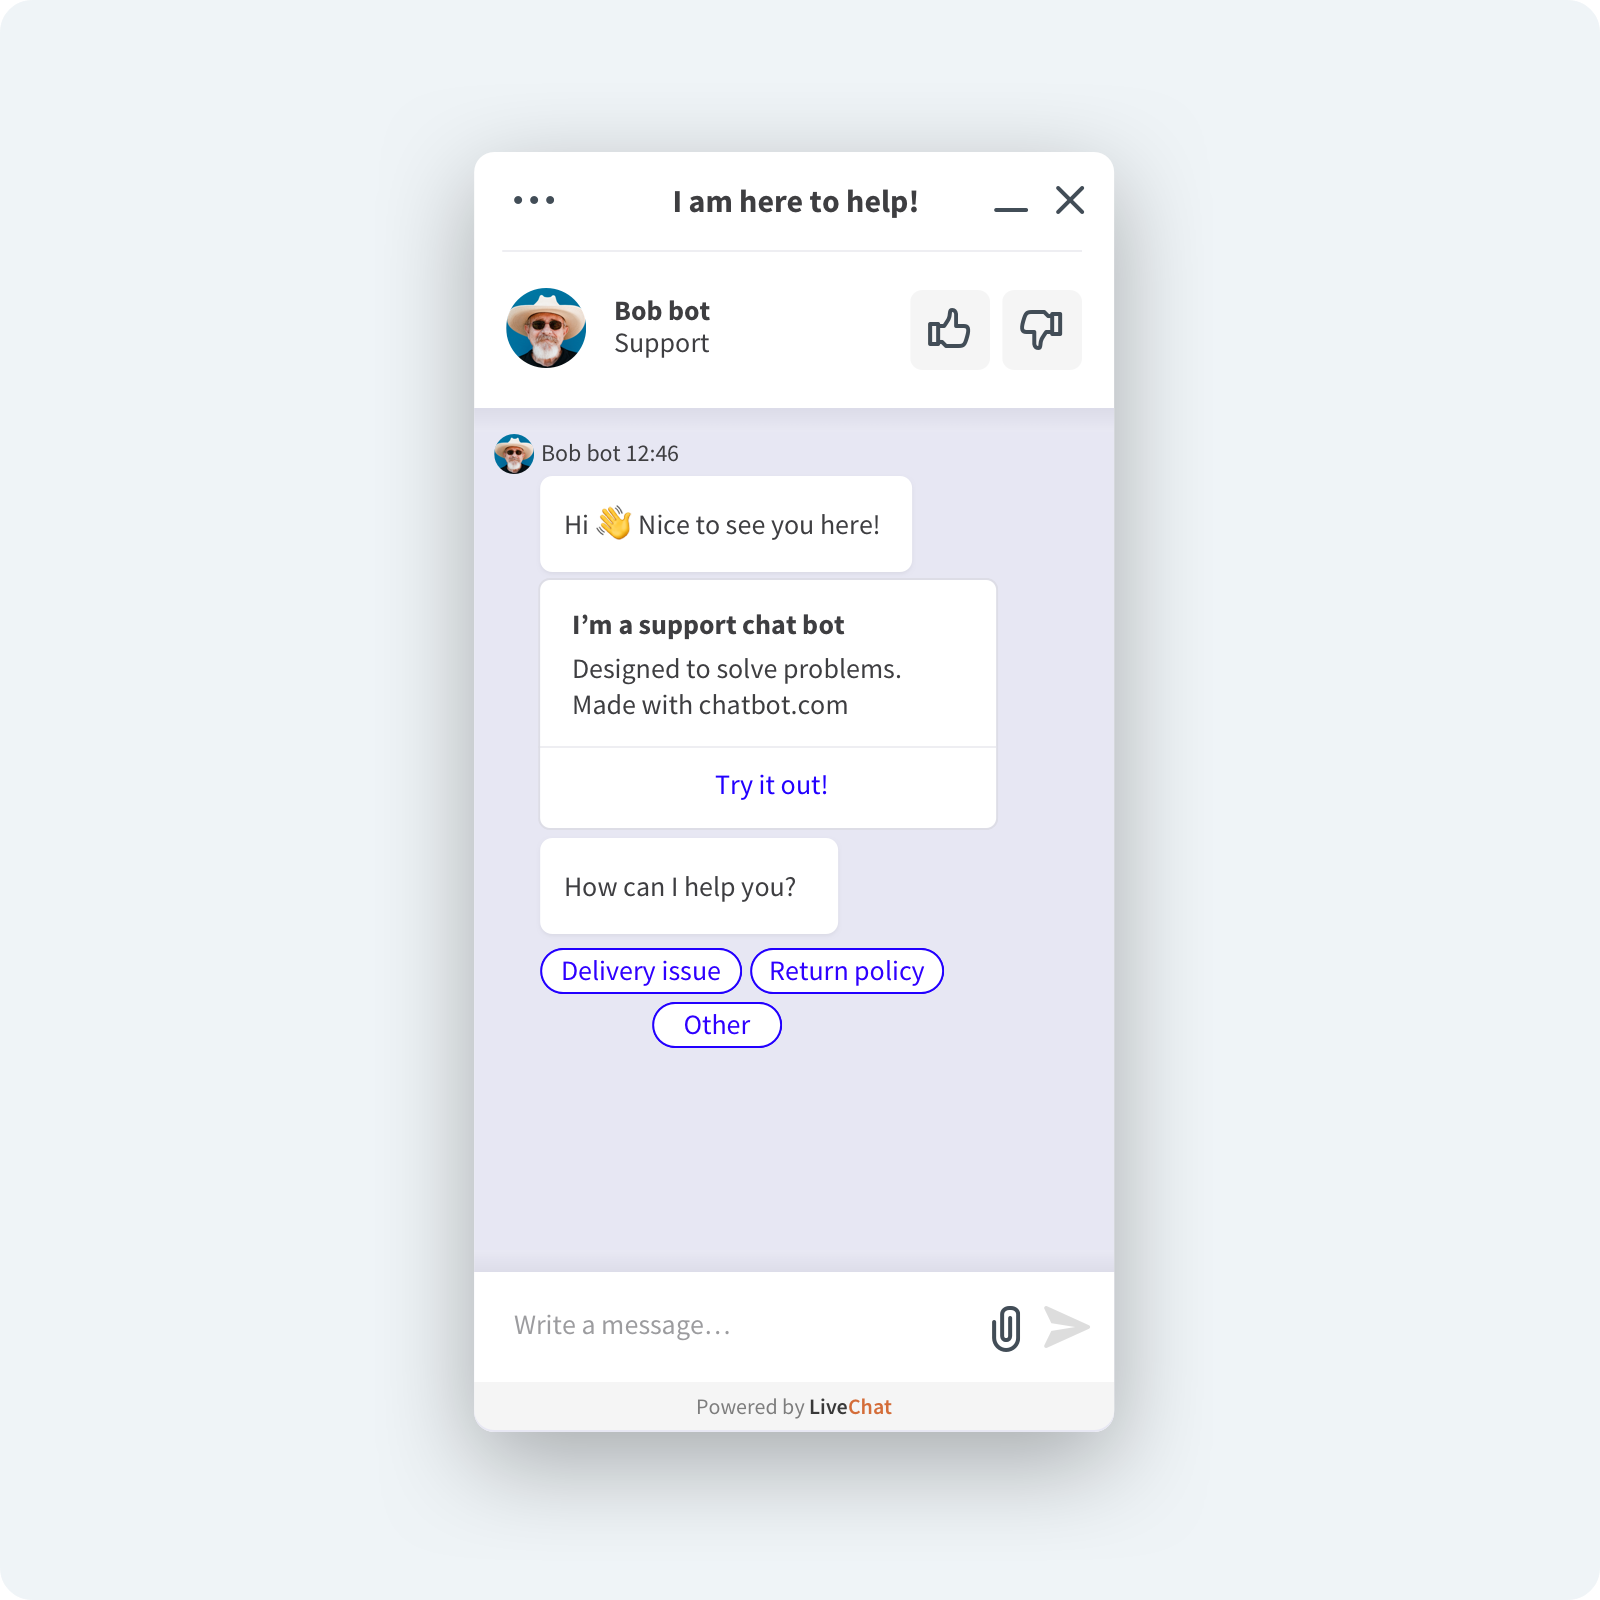 I am here to help!
Bob bot
Support
Bob bot 12:46
Hi 👋 Nice to see you here!
I’m a support chat bot
Designed to solve problems.
Made with chatbot.com
Try it out!
How can I help you?
Delivery issue
Return policy
Other
Write a message…
Powered by LiveChat